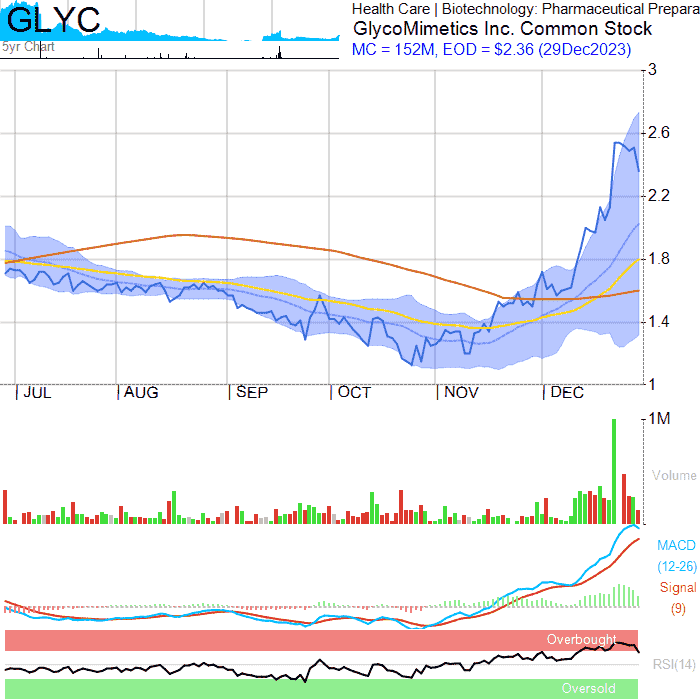 GLYC
5yr Chart
Health Care | Biotechnology: Pharmaceutical Prepara
GlycoMimetics Inc. Common Stock
MC = 152M, EOD = $2.36 (29Dec2023)
3
2.6
2.2
1.8
1.4
1
JUL AUG SEP OCT NOV DEC
1M
Volume
MACD
(12-26)
Signal
(9)
Overbought
RSI(14)
Oversold